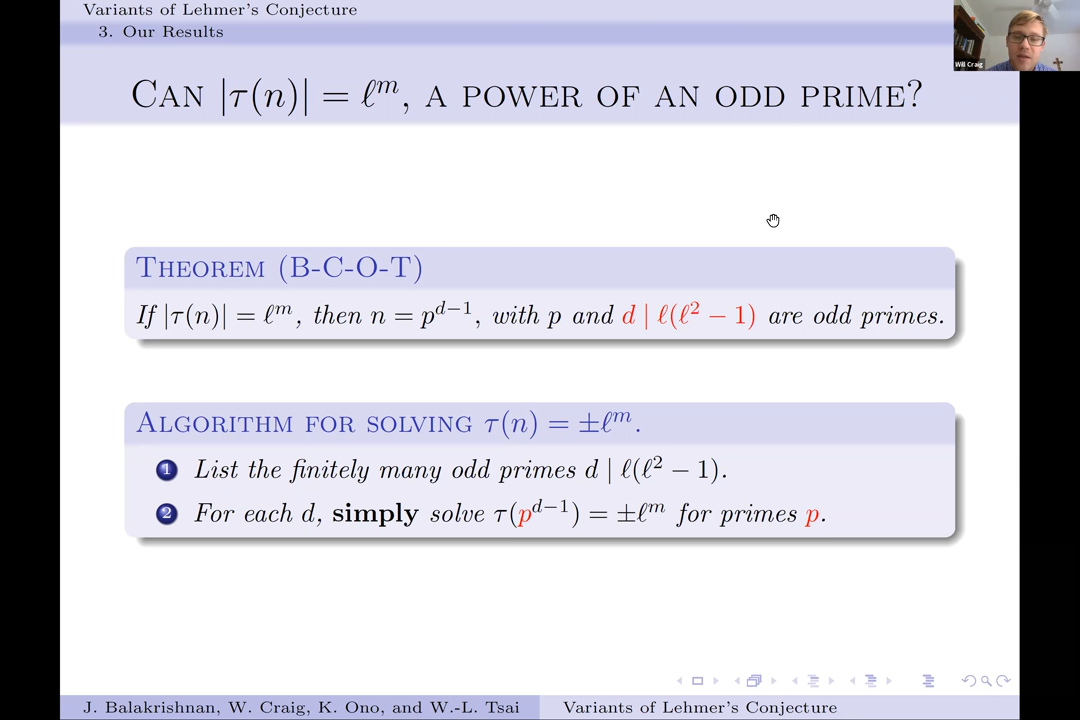 Variants of Lehmer's Conjecture
3. Our Results
Will Craig
Can |τ(n)| = ℓ^m, a power of an odd prime?
Theorem (B-C-O-T)
If |τ(n)| = ℓ^m, then n = p^{d−1}, with p and d | ℓ(ℓ² − 1) are odd primes.
Algorithm for solving τ(n) = ±ℓ^m.
1 List the finitely many odd primes d | ℓ(ℓ² − 1).
2 For each d, simply solve τ(p^{d−1}) = ±ℓ^m for primes p.
J. Balakrishnan, W. Craig, K. Ono, and W.-L. Tsai
Variants of Lehmer's Conjecture